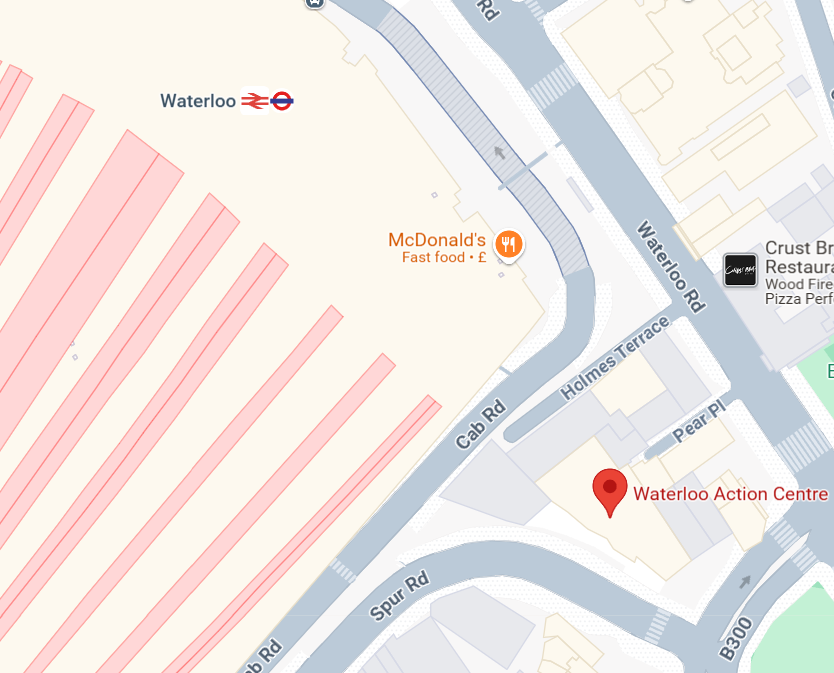 Rd
Waterloo
McDonald's
Fast food • £
Waterloo Rd
Crust Br
Restaura
Wood Fire
Pizza Perf
Holmes Terrace
E
Pear Pl
Cab Rd
Waterloo Action Centre
Spur Rd
B300
b Rd